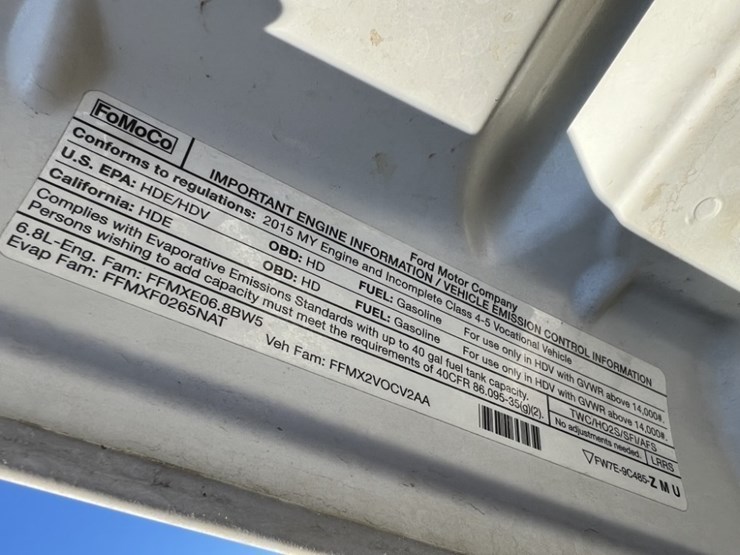 FoMoCo
Ford Motor Company
IMPORTANT ENGINE INFORMATION / VEHICLE EMISSION CONTROL INFORMATION
Conforms to regulations: 2015 MY Engine and Incomplete Class 4-5 Vocational Vehicle
U.S. EPA: HDE/HDV OBD: HD FUEL: Gasoline For use only in HDV with GVWR above 14,000#.
California: HDE OBD: HD FUEL: Gasoline For use only in HDV with GVWR above 14,000#.
Complies with Evaporative Emissions Standards with up to 40 gal fuel tank capacity. TWC/HO2S/SFI/AFS
Persons wishing to add capacity must meet the requirements of 40CFR 86.095-35(g)(2). No adjustments needed. LRRS
6.8L-Eng. Fam: FFMXE06.8BW5 Veh Fam: FFMX2VOCV2AA
Evap Fam: FFMXF0265NAT
FW7E-9C485-Z M U